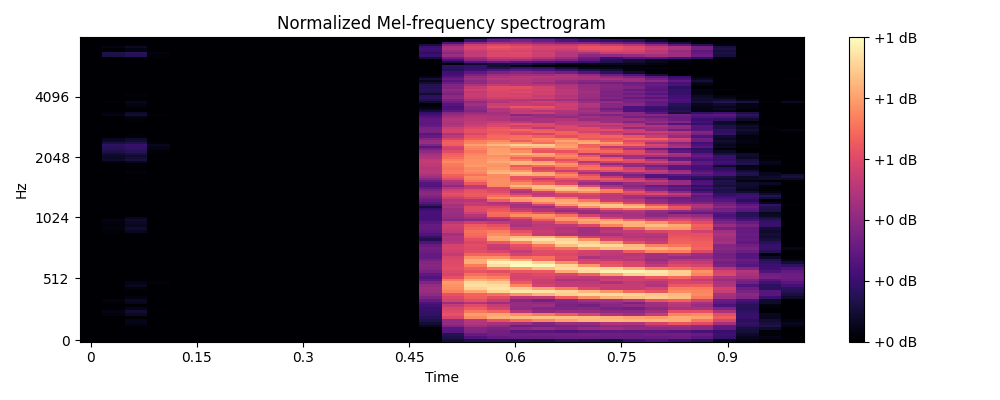 Normalized Mel-frequency spectrogram
+1 dB
4096
+1 dB
2048
+1 dB
Hz
1024
+0 dB
512
+0 dB
0
+0 dB
0 0.15 0.3 0.45 0.6 0.75 0.9
Time